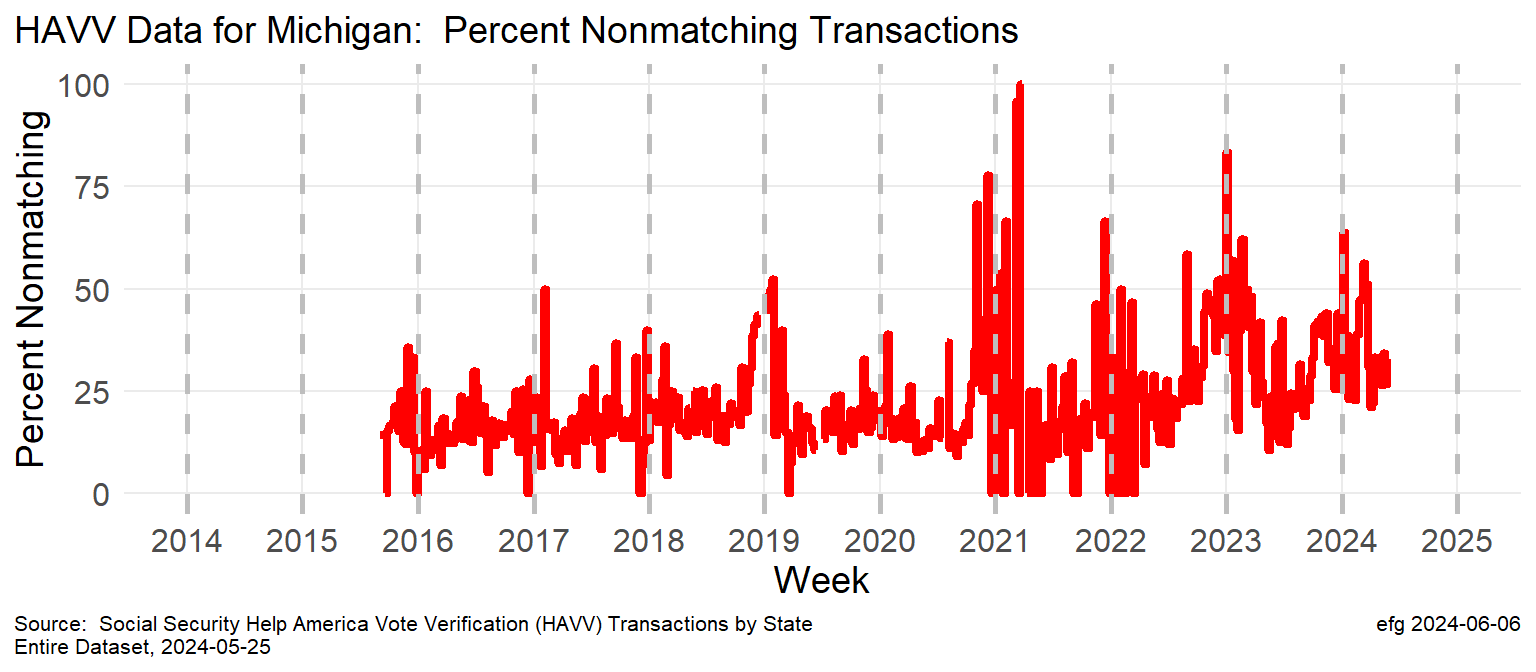 HAVV Data for Michigan:  Percent Nonmatching Transactions
Percent Nonmatching
100
75
50
25
0
2014 2015 2016 2017 2018 2019 2020 2021 2022 2023 2024 2025
Week
Source:  Social Security Help America Vote Verification (HAVV) Transactions by State
Entire Dataset, 2024-05-25
efg 2024-06-06